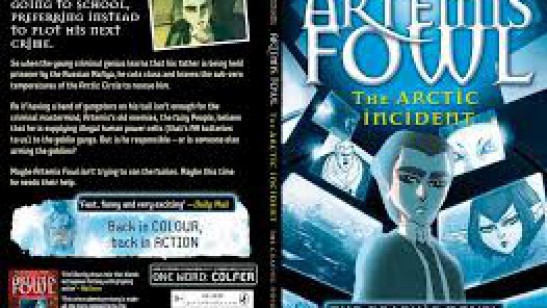 GOING TO SCHOOL,
PREFERRING INSTEAD
TO PLOT HIS NEXT
CRIME.
So when the young criminal genius learns that his father is being held
prisoner by the Russian Mafiya, he cuts class and braves the sub-zero
temperatures of the Arctic Circle to rescue him.
As if having a band of gangsters on his tail isn't enough for the
criminal mastermind, Artemis's old enemies, the Fairy People, believe
that he is supplying illegal human power cells (that's AA batteries
to us) to the goblin gangs. But is he responsible – or is someone else
arming the goblins?
Maybe Artemis Fowl isn't trying to con the fairies. Maybe this time
he needs their help.
'Fast, funny and very exciting' – Daily Mail
Back in COLOUR,
back in ACTION
ONE WORD: COLFER
FOWL
ARTEMIS FOWL THE ARCTIC INCIDENT
ARTEMIS
FOWL
THE ARCTIC
INCIDENT
THE GRAPHIC NOVEL